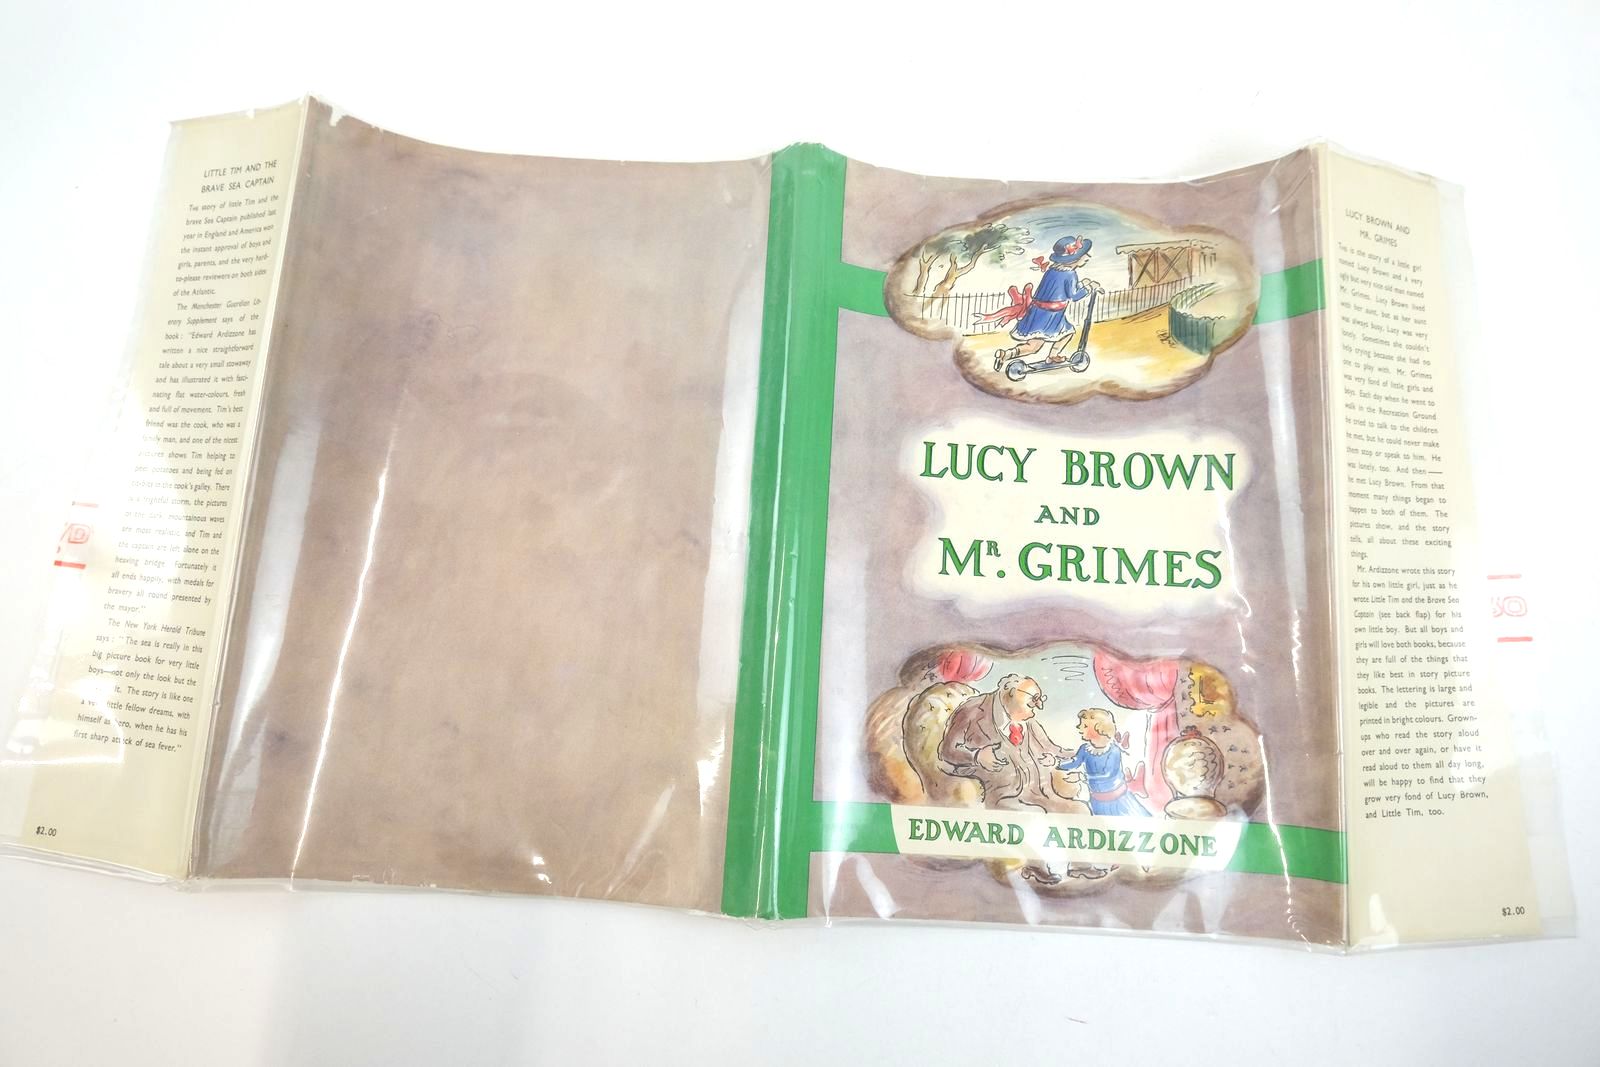 LITTLE TIM AND THE
BRAVE SEA CAPTAIN
The story of little Tim and the
brave Sea Captain published last
year in England and America won
the instant approval of boys and
girls, parents, and the very hard-
to-please reviewers on both sides
of the Atlantic.
The Manchester Guardian Lit-
erary Supplement says of the
book: "Edward Ardizzone has
written a nice straightforward
tale about a very small stowaway
and has illustrated it with fasci-
nating flat water-colours, fresh
and full of movement. Tim's best
friend was the cook, who was a
family man, and one of the nicest
pictures shows Tim helping to
peel potatoes and being fed on
tid-bits in the cook's galley. There
is a frightful storm, the pictures
of the dark, mountainous waves
are most realistic, and Tim and
the captain are left alone on the
heaving bridge. Fortunately it
all ends happily, with medals for
bravery all round presented by
the mayor."
The New York Herald Tribune
says: "The sea is really in this
big picture book for very little
boys—not only the look but the
of it. The story is like one
a very little fellow dreams, with
himself as hero, when he has his
first sharp attack of sea fever."
$2.00
LUCY BROWN
AND
Mr. GRIMES
EDWARD ARDIZZONE
LUCY BROWN AND
MR. GRIMES
This is the story of a little girl
named Lucy Brown and a very
ugly but very nice old man named
Mr. Grimes. Lucy Brown lived
with her aunt, but as her aunt
was always busy, Lucy was very
lonely. Sometimes she couldn't
help crying because she had no
one to play with. Mr. Grimes
was very fond of little girls and
boys. Each day when he went to
walk in the Recreation Ground
he tried to talk to the children
he met, but he could never make
them stop or speak to him. He
was lonely, too. And then——
he met Lucy Brown. From that
moment many things began to
happen to both of them. The
pictures show, and the story
tells, all about these exciting
things.
Mr. Ardizzone wrote this story
for his own little girl, just as he
wrote Little Tim and the Brave Sea
Captain (see back flap) for his
own little boy. But all boys and
girls will love both books, because
they are full of the things that
they like best in story picture
books. The lettering is large and
legible and the pictures are
printed in bright colours. Grown-
ups who read the story aloud
over and over again, or have it
read aloud to them all day long,
will be happy to find that they
grow very fond of Lucy Brown,
and Little Tim, too.
$2.00